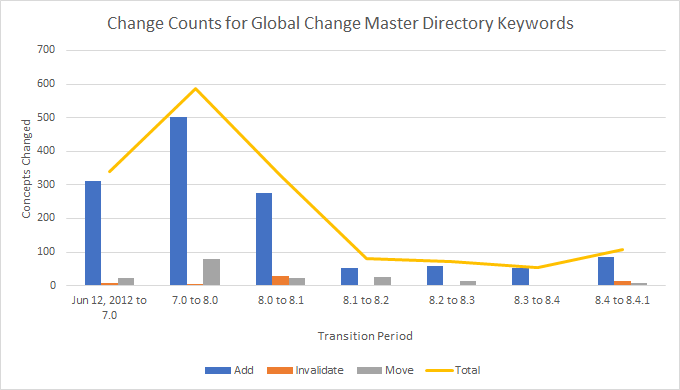 Change Counts for Global Change Master Directory Keywords
700
600
500
400
300
200
100
0
Concepts Changed
Jun 12, 2012 to
7.0
7.0 to 8.0
8.0 to 8.1
8.1 to 8.2
8.2 to 8.3
8.3 to 8.4
8.4 to 8.4.1
Transition Period
Add
Invalidate
Move
Total